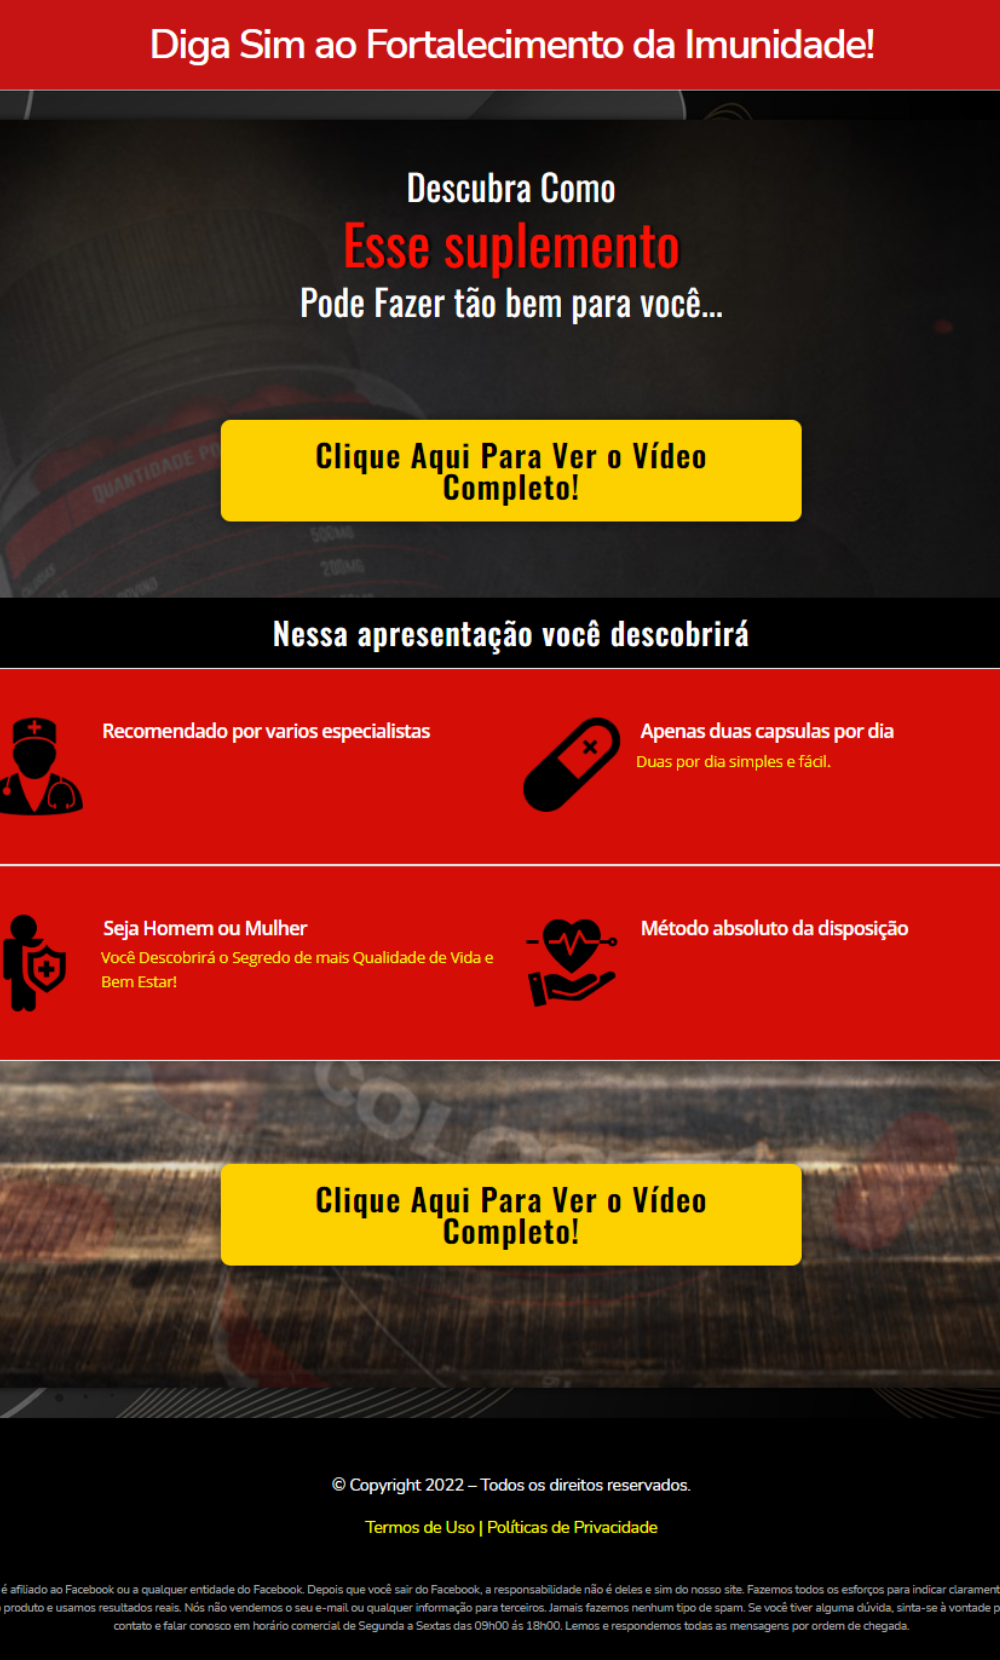 Diga Sim ao Fortalecimento da Imunidade!
Descubra Como
Esse suplemento
Pode Fazer tão bem para você...
QUANTIDADE PO
Clique Aqui Para Ver o Vídeo
Completo!
500MG
200MG
Nessa apresentação você descobrirá
Recomendado por varios especialistas
Apenas duas capsulas por dia
Duas por dia simples e fácil.
Seja Homem ou Mulher
Método absoluto da disposição
Você Descobrirá o Segredo de mais Qualidade de Vida e
Bem Estar!
Clique Aqui Para Ver o Vídeo
Completo!
© Copyright 2022 – Todos os direitos reservados.
Termos de Uso | Políticas de Privacidade
é afiliado ao Facebook ou a qualquer entidade do Facebook. Depois que você sair do Facebook, a responsabilidade não é deles e sim do nosso site. Fazemos todos os esforços para indicar clarament
produto e usamos resultados reais. Nós não vendemos o seu e-mail ou qualquer informação para terceiros. Jamais fazemos nenhum tipo de spam. Se você tiver alguma dúvida, sinta-se à vontade p
contato e falar conosco em horário comercial de Segunda a Sextas das 09h00 ás 18h00. Lemos e respondemos todas as mensagens por ordem de chegada.